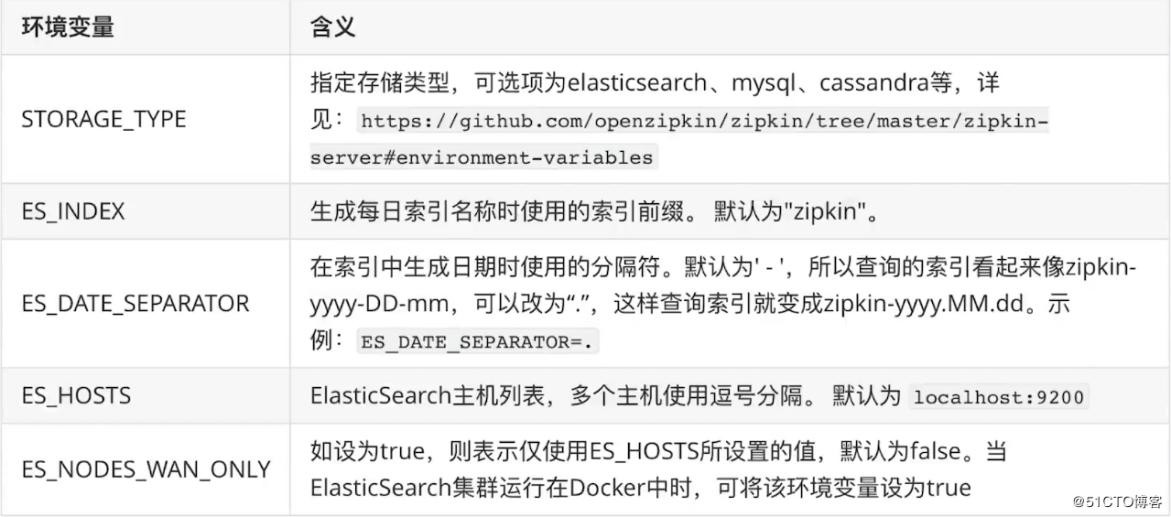 环境变量 含义
STORAGE_TYPE 指定存储类型，可选项为elasticsearch、mysql、cassandra等，详
见： https://github.com/openzipkin/zipkin/tree/master/zipkin-
server#environment-variables
ES_INDEX 生成每日索引名称时使用的索引前缀。 默认为"zipkin"。
在索引中生成日期时使用的分隔符。默认为' - '，所以查询的索引看起来像zipkin-
ES_DATE_SEPARATOR yyyy-DD-mm，可以改为“.”，这样查询索引就变成zipkin-yyyy.MM.dd。示
例： ES_DATE_SEPARATOR=.
ES_HOSTS ElasticSearch主机列表，多个主机使用逗号分隔。 默认为 localhost:9200
ES_NODES_WAN_ONLY 如设为true，则表示仅使用ES_HOSTS所设置的值，默认为false。当
ElasticSearch集群运行在Docker中时，可将该环境变量设为true
@51CTO博客